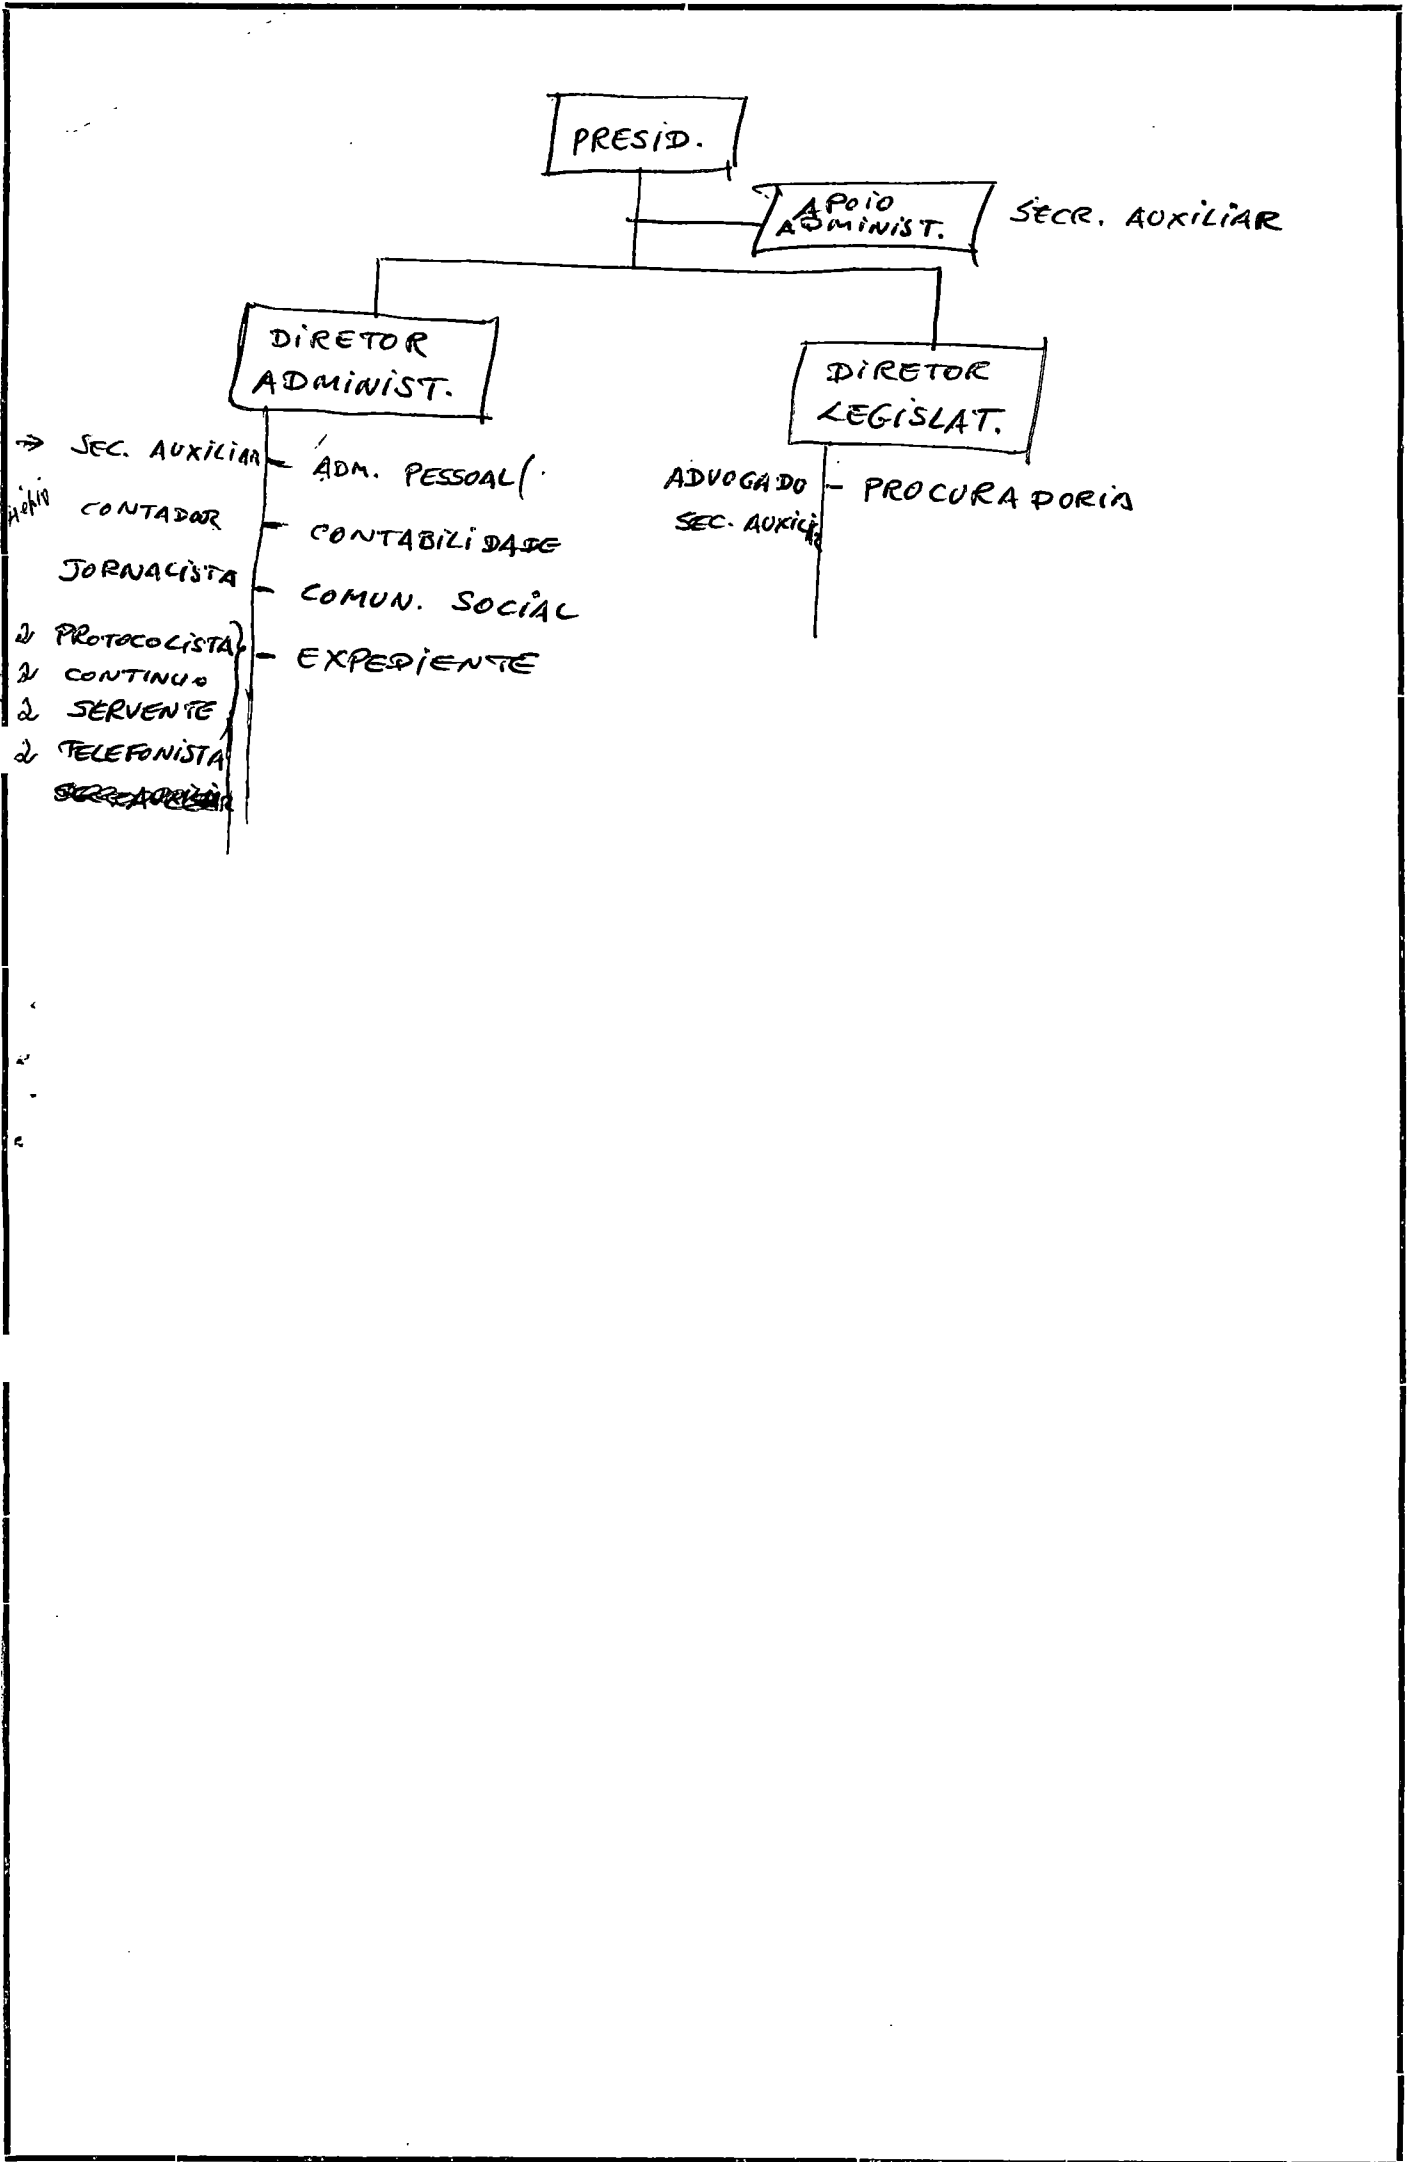 PRESID.
APOIO
ADMINIST.
SECR. AUXILIAR
DIRETOR
ADMINIST.
DIRETOR
LEGISLAT.
→ SEC. AUXILIAR - ADM. PESSOAL
CONTADOR - CONTABILIDADE
JORNALISTA - COMUN. SOCIAL
2 PROTOCOLISTA - EXPEDIENTE
2 CONTINUO
2 SERVENTE
2 TELEFONISTA
ADVOGADO - PROCURADORIA
SEC. AUXILIAR